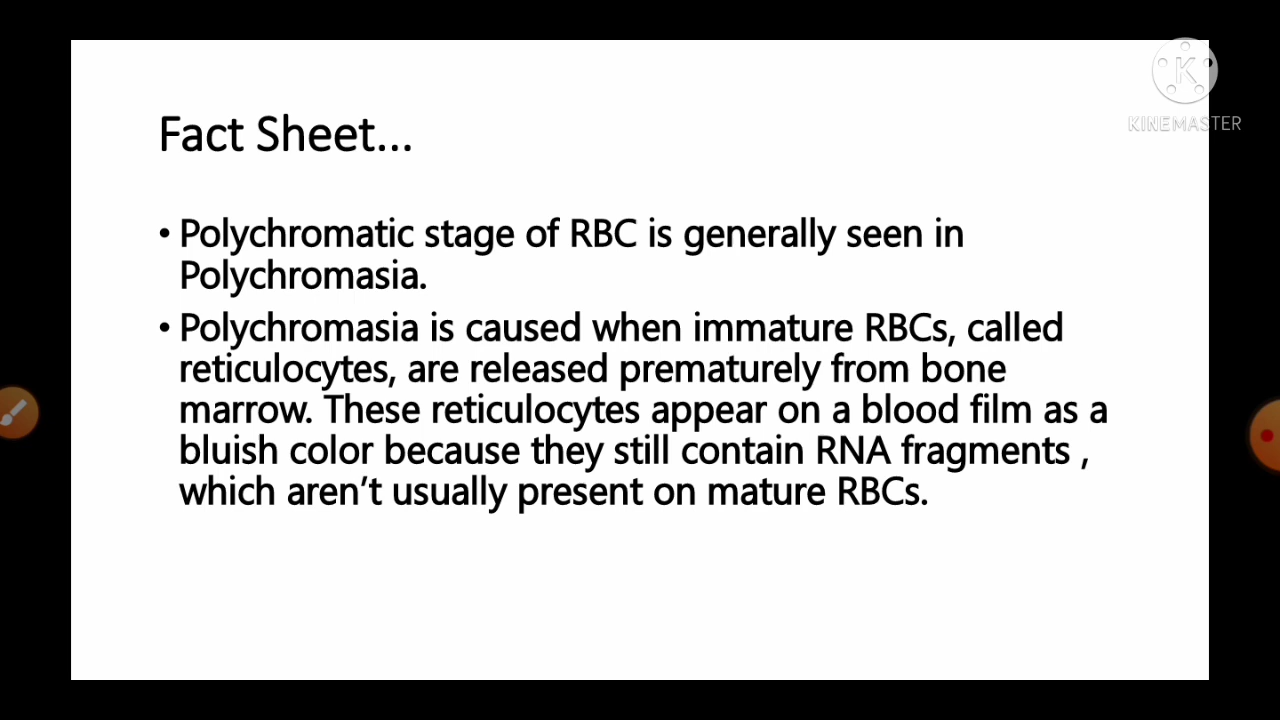 KINEMASTER
Fact Sheet...
• Polychromatic stage of RBC is generally seen in
Polychromasia.
• Polychromasia is caused when immature RBCs, called
reticulocytes, are released prematurely from bone
marrow. These reticulocytes appear on a blood film as a
bluish color because they still contain RNA fragments ,
which aren’t usually present on mature RBCs.